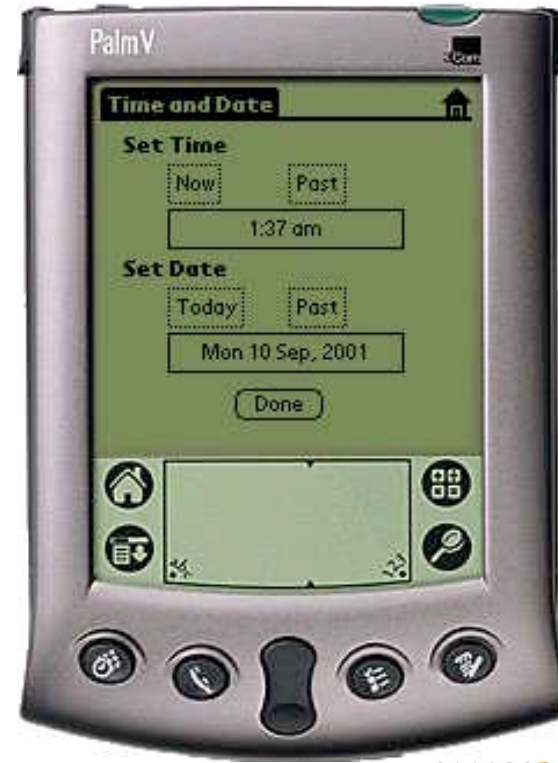 PalmV
3Com
Time and Date
Set Time
Now Past
1:37 am
Set Date
Today Past
Mon 10 Sep, 2001
Done